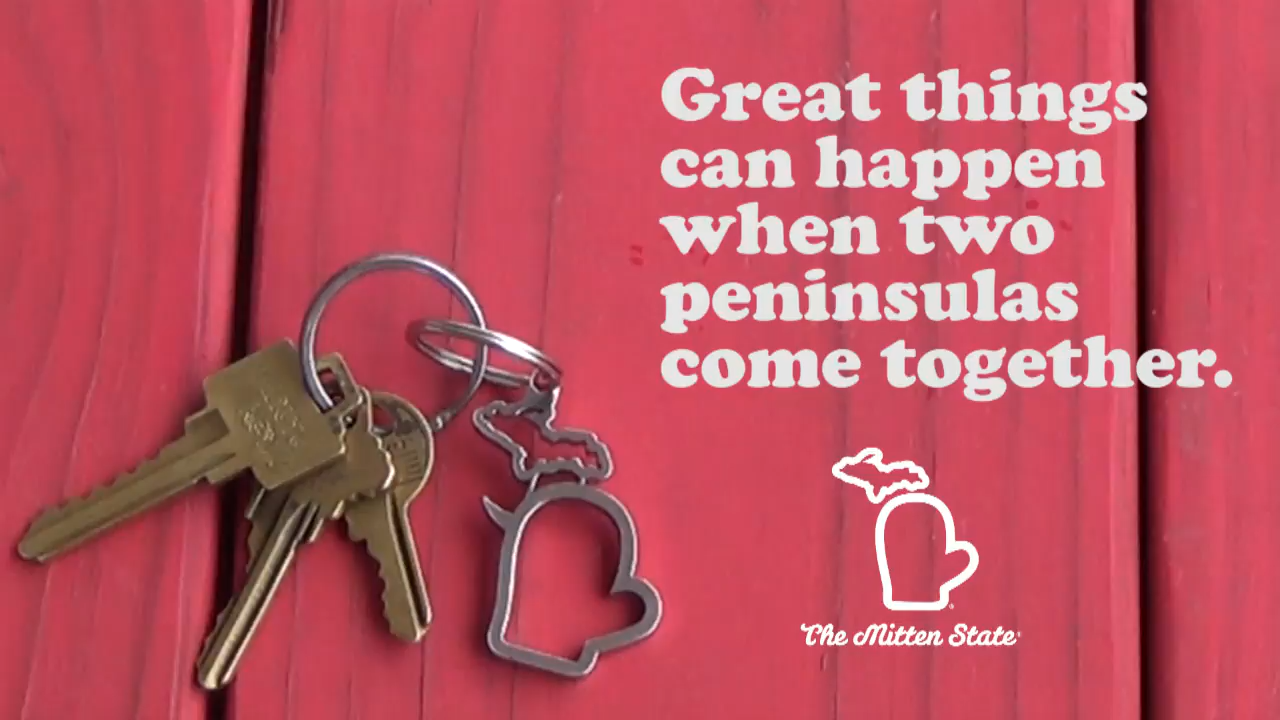 Great things
can happen
when two
peninsulas
come together.
The Mitten State